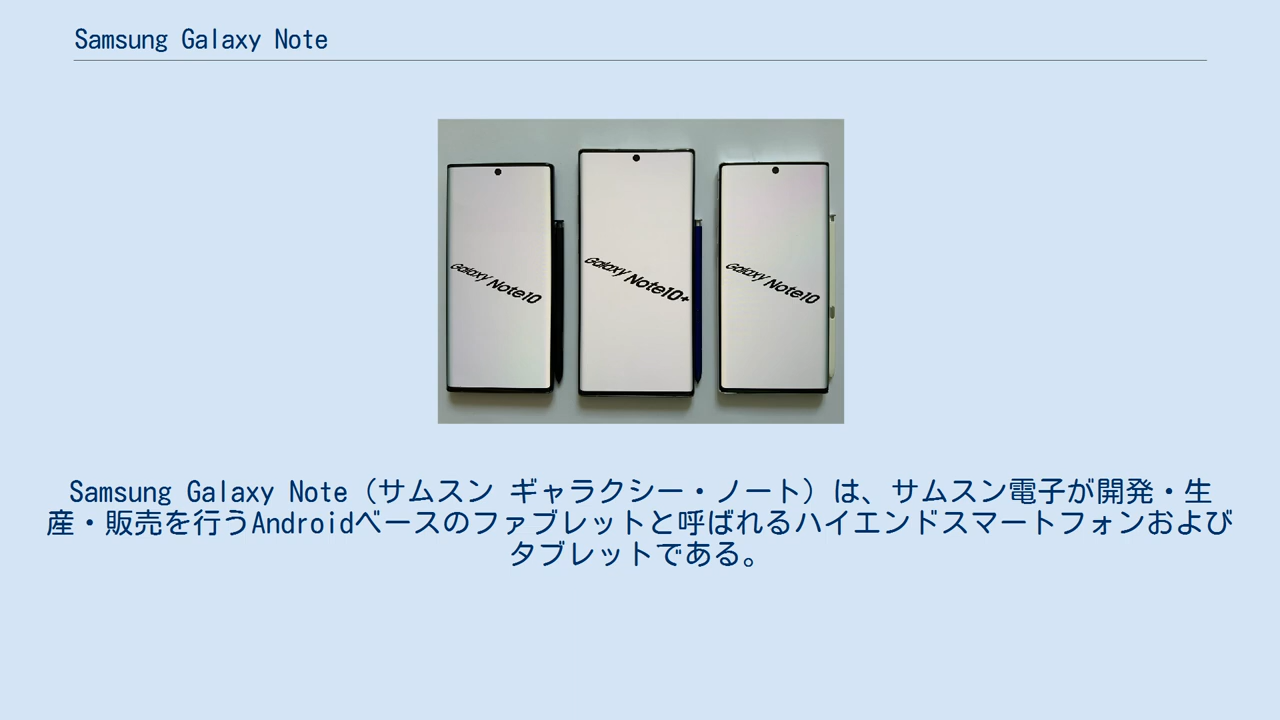 Samsung Galaxy Note
Galaxy Note10
Galaxy Note10+
Galaxy Note10
Samsung Galaxy Note（サムスン ギャラクシー・ノート）は、サムスン電子が開発・生
産・販売を行うAndroidベースのファブレットと呼ばれるハイエンドスマートフォンおよび
タブレットである。